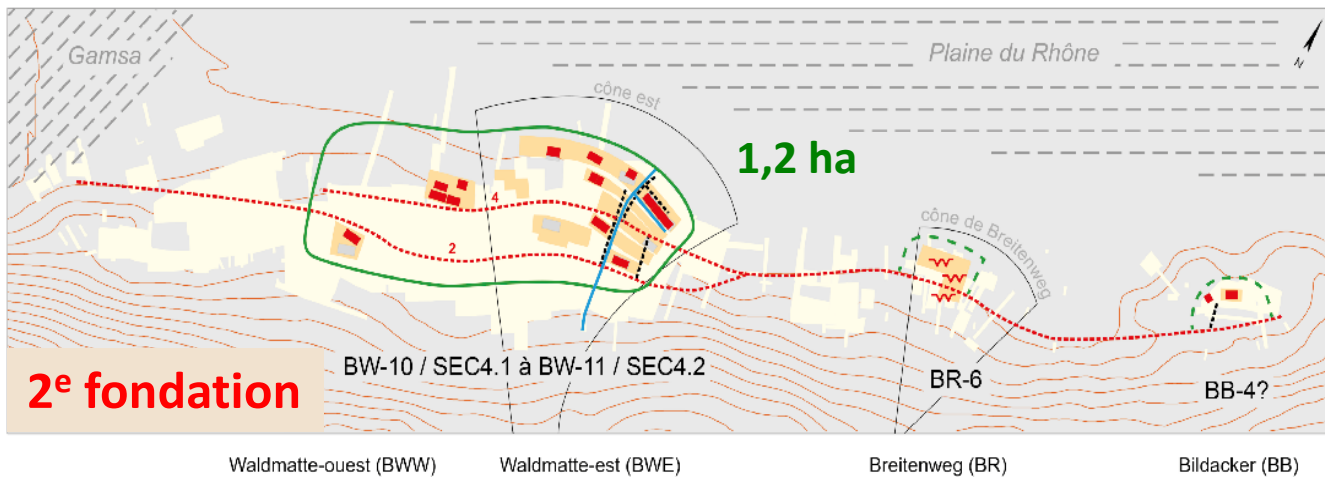 Gamsa
Plaine du Rhône
N
cône est
1,2 ha
4
2
cône de Breitenweg
BW-10 / SEC4.1 à BW-11 / SEC4.2
BR-6
BB-4?
2e fondation
Waldmatte-ouest (BWW)
Waldmatte-est (BWE)
Breitenweg (BR)
Bildacker (BB)